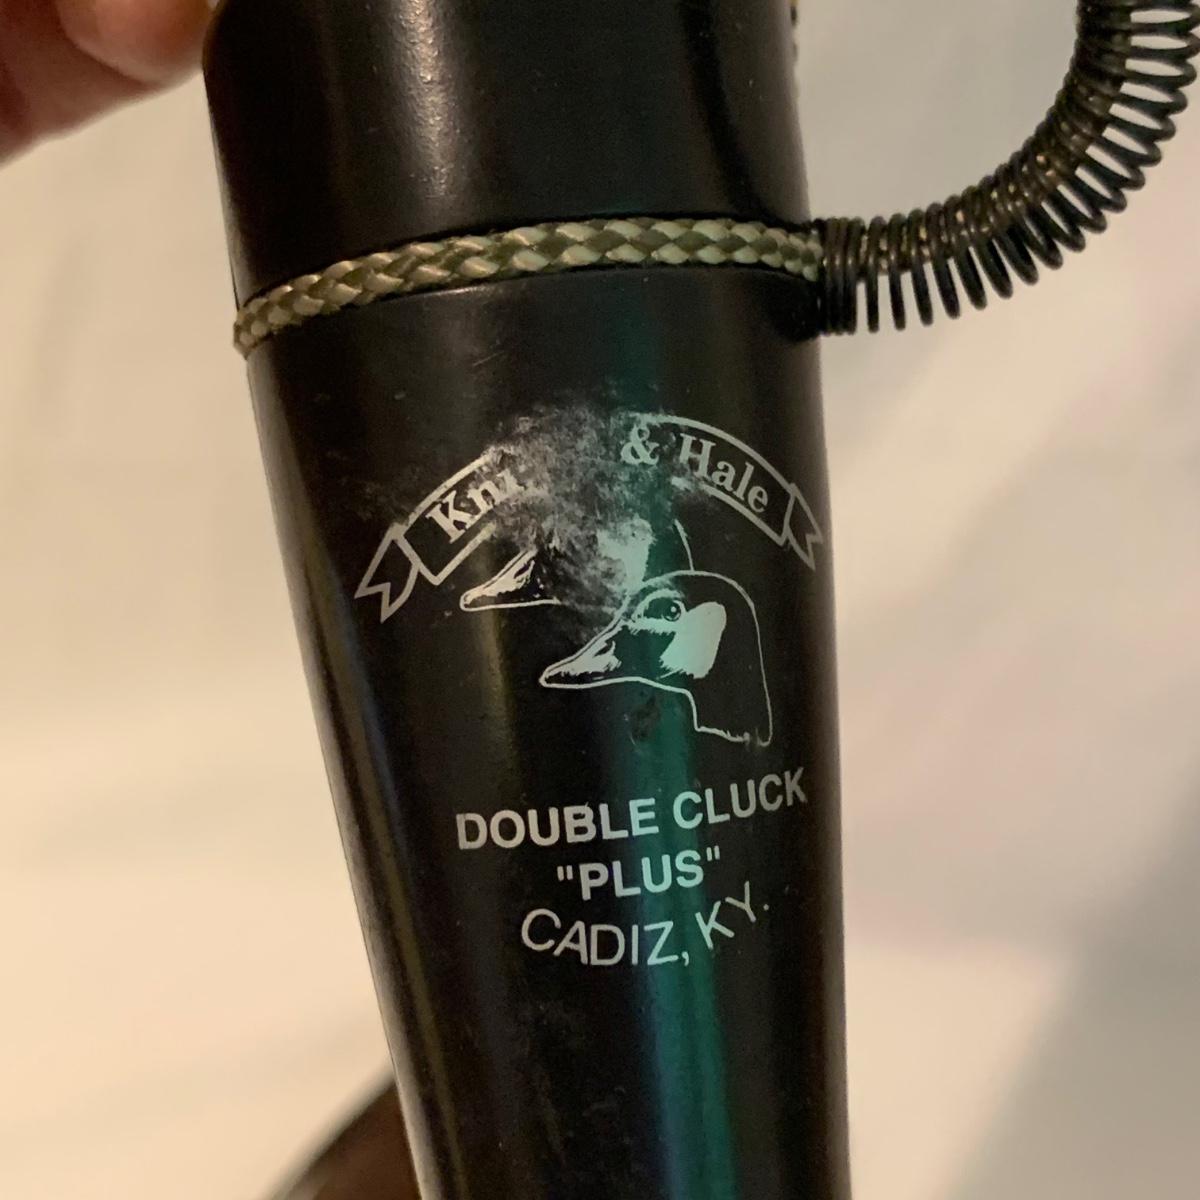 & Hale
DOUBLE CLUCK
"PLUS"
CADIZ, KY.